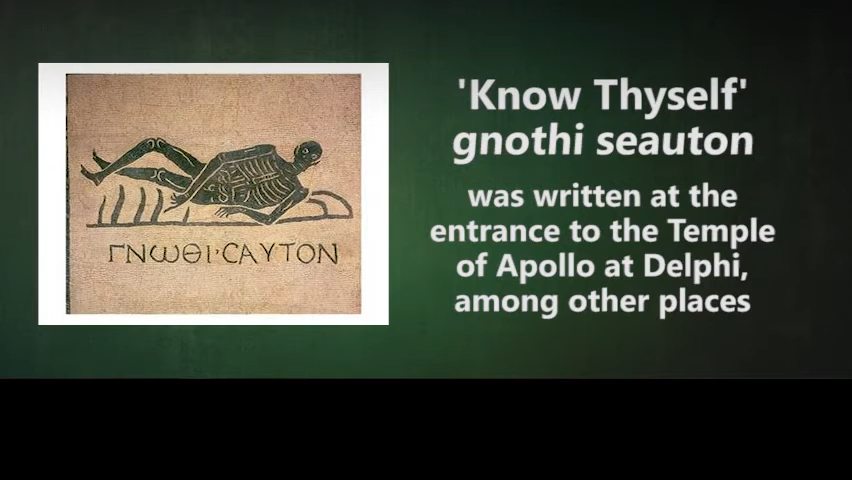 ΓΝΩΘΙ·CΑΥΤΟΝ
'Know Thyself'
gnothi seauton
was written at the
entrance to the Temple
of Apollo at Delphi,
among other places